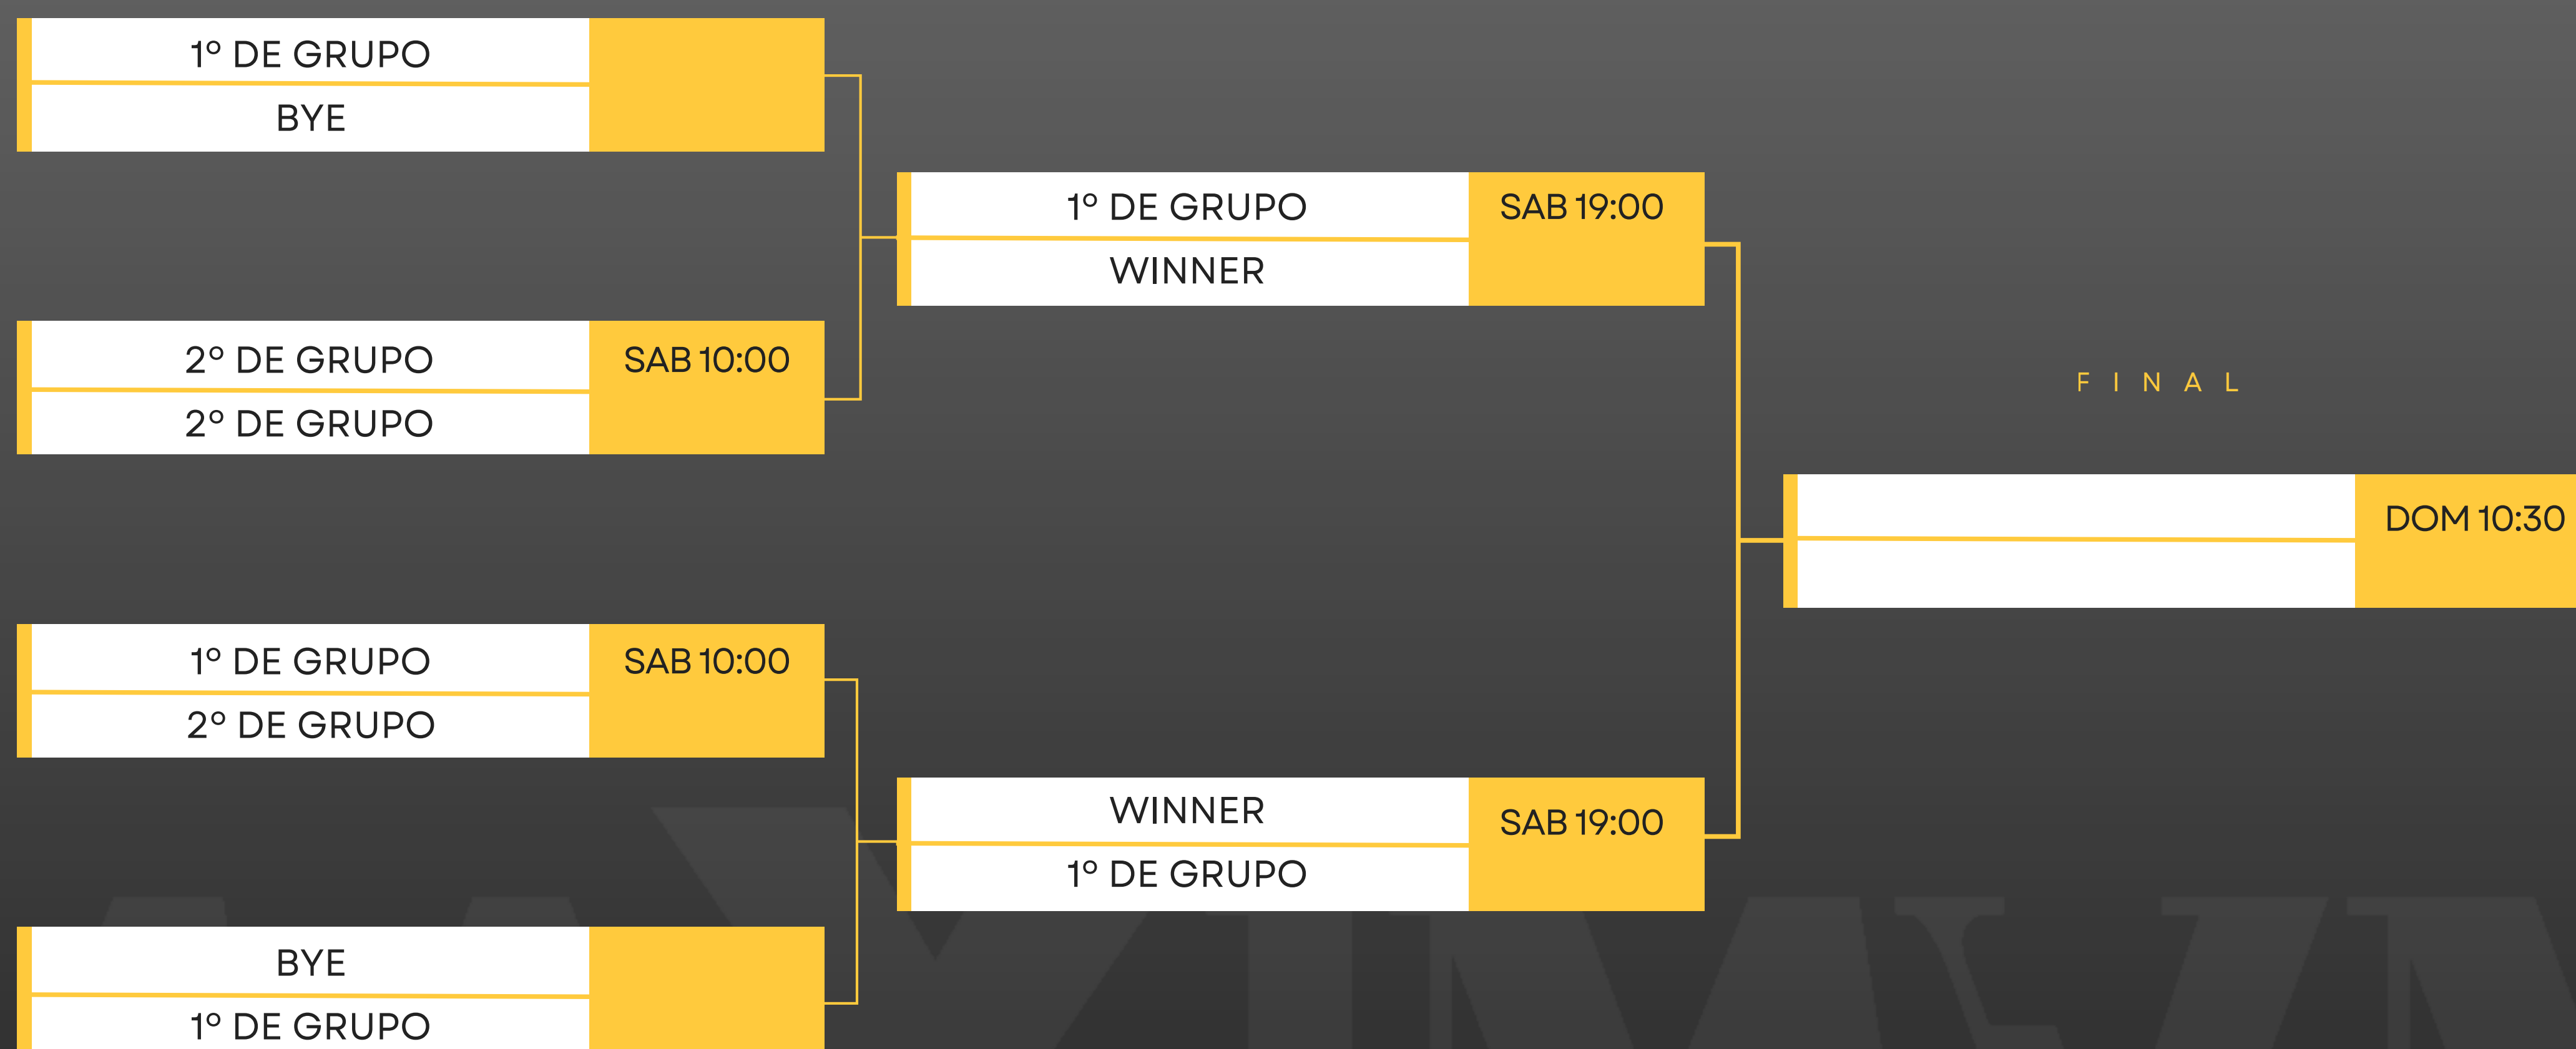 1º DE GRUPO
BYE
2º DE GRUPO
SAB 10:00
2º DE GRUPO
1º DE GRUPO
SAB 10:00
2º DE GRUPO
BYE
1º DE GRUPO
1º DE GRUPO
SAB 19:00
WINNER
WINNER
SAB 19:00
1º DE GRUPO
FINAL
DOM 10:30